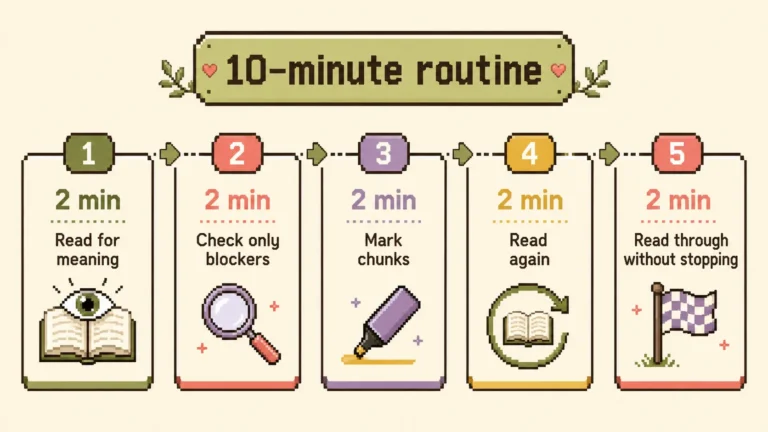 10-minute routine
1
2 min
Read for
meaning
2
2 min
Check only
blockers
3
2 min
Mark
chunks
4
2 min
Read
again
5
2 min
Read through
without stopping